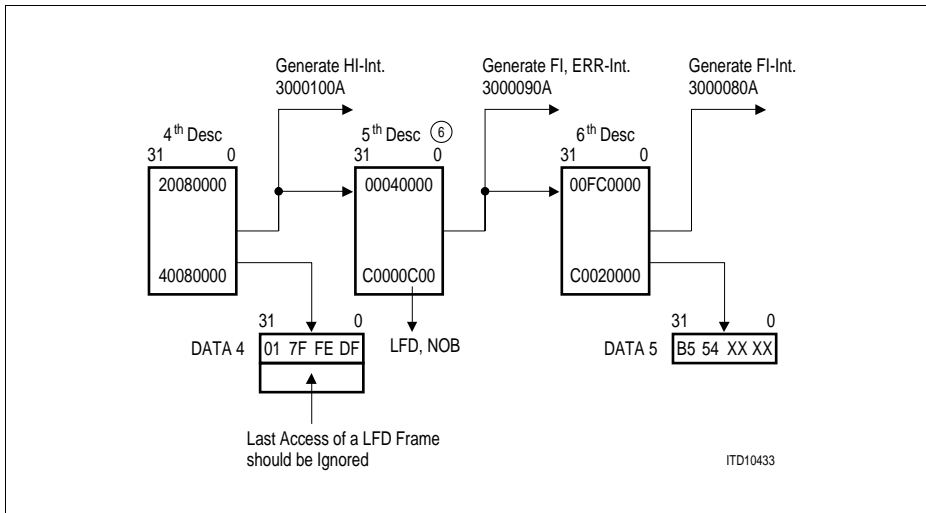 Generate HI-Int.
3000100A
Generate FI, ERR-Int.
3000090A
Generate FI-Int.
3000080A
4th Desc
31 0
20080000
40080000
5th Desc 6
31 0
00040000
C0000C00
6th Desc
31 0
00FC0000
C0020000
31 0
DATA 4 01 7F FE DF
LFD, NOB
31 0
DATA 5 B5 54 XX XX
Last Access of a LFD Frame
should be Ignored
ITD10433